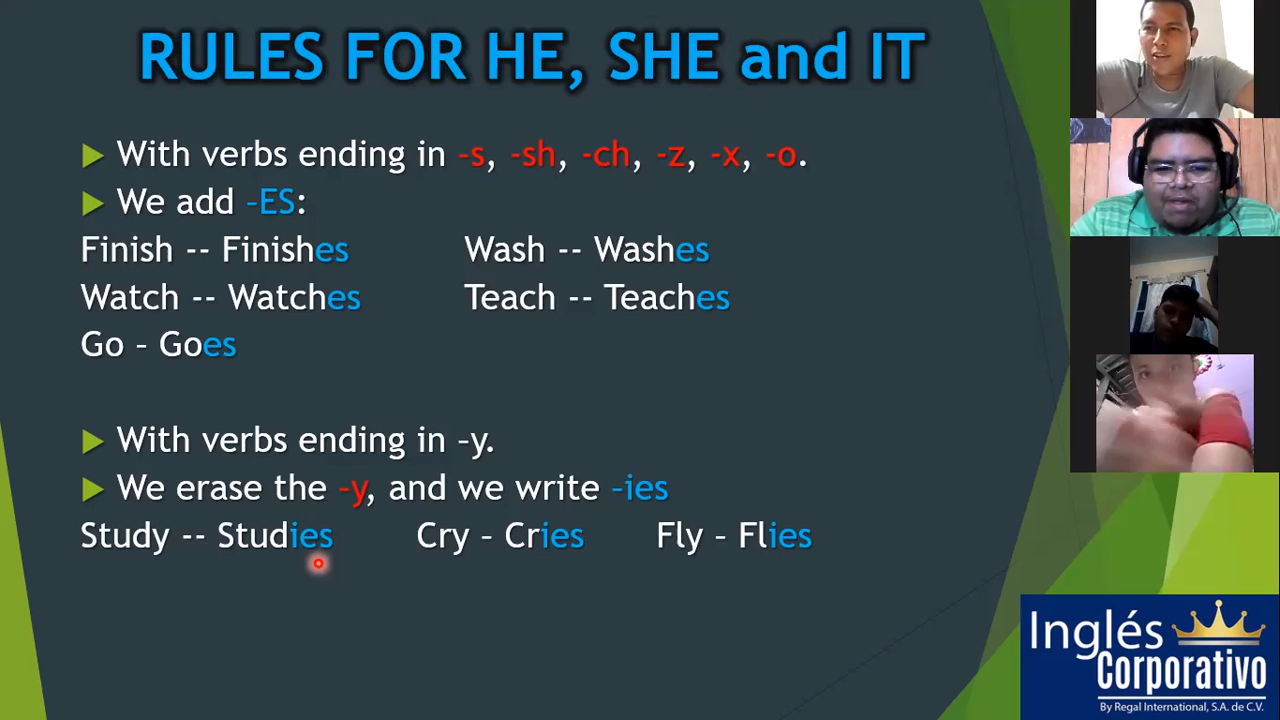 RULES FOR HE, SHE and IT
With verbs ending in -s, -sh, -ch, -z, -x, -o.
We add –ES:
Finish -- Finishes Wash -- Washes
Watch -- Watches Teach -- Teaches
Go – Goes
With verbs ending in –y.
We erase the –y, and we write –ies
Study -- Studies Cry – Cries Fly – Flies
Inglés
Corporativo
By Regal International, S.A. de C.V.